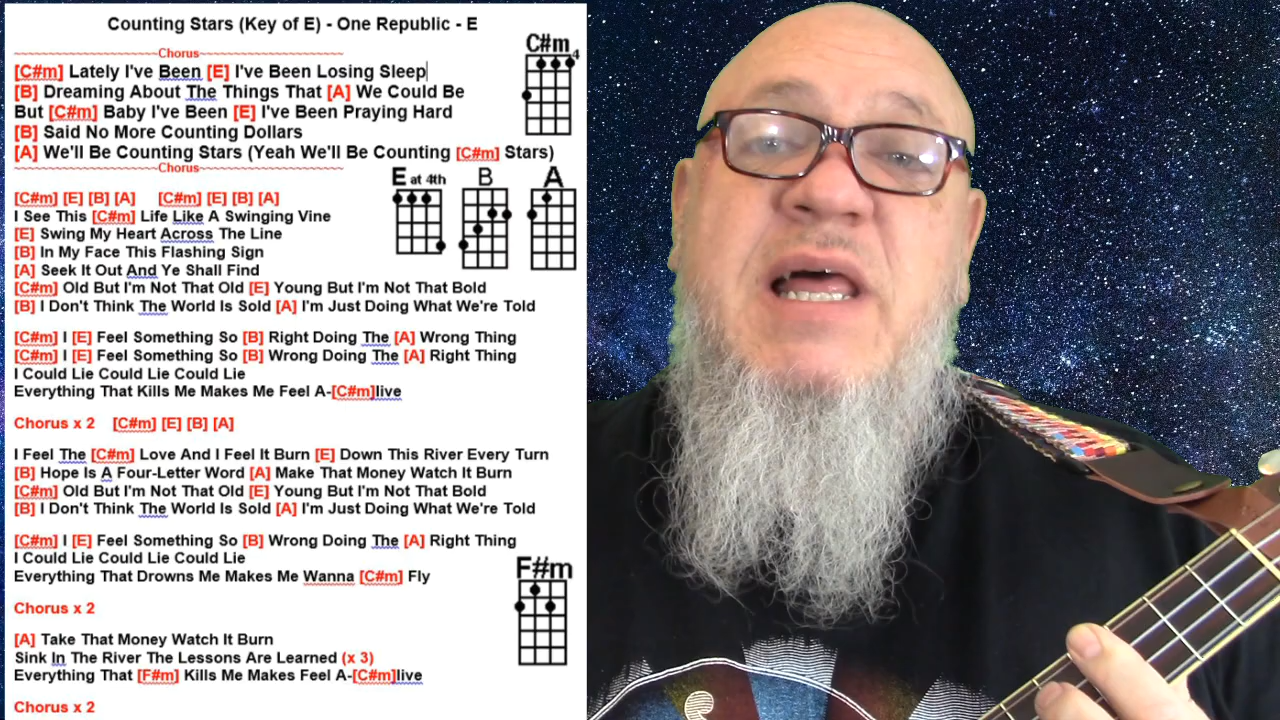 Counting Stars (Key of E) - One Republic - E
~~~~~~~~~~~~~~~~~~~~Chorus~~~~~~~~~~~~~~~~~~~~
[C#m] Lately I've Been [E] I've Been Losing Sleep
[B] Dreaming About The Things That [A] We Could Be
But [C#m] Baby I've Been [E] I've Been Praying Hard
[B] Said No More Counting Dollars
[A] We'll Be Counting Stars (Yeah We'll Be Counting [C#m] Stars)
~~~~~~~~~~~~~~~~~~~~Chorus~~~~~~~~~~~~~~~~~~~~
C#m
4
E at 4th
B
A
[C#m] [E] [B] [A] [C#m] [E] [B] [A]
I See This [C#m] Life Like A Swinging Vine
[E] Swing My Heart Across The Line
[B] In My Face This Flashing Sign
[A] Seek It Out And Ye Shall Find
[C#m] Old But I'm Not That Old [E] Young But I'm Not That Bold
[B] I Don't Think The World Is Sold [A] I'm Just Doing What We're Told
[C#m] I [E] Feel Something So [B] Right Doing The [A] Wrong Thing
[C#m] I [E] Feel Something So [B] Wrong Doing The [A] Right Thing
I Could Lie Could Lie Could Lie
Everything That Kills Me Makes Me Feel A-[C#m]live
Chorus x 2 [C#m] [E] [B] [A]
I Feel The [C#m] Love And I Feel It Burn [E] Down This River Every Turn
[B] Hope Is A Four-Letter Word [A] Make That Money Watch It Burn
[C#m] Old But I'm Not That Old [E] Young But I'm Not That Bold
[B] I Don't Think The World Is Sold [A] I'm Just Doing What We're Told
[C#m] I [E] Feel Something So [B] Wrong Doing The [A] Right Thing
I Could Lie Could Lie Could Lie
Everything That Drowns Me Makes Me Wanna [C#m] Fly
F#m
Chorus x 2
[A] Take That Money Watch It Burn
Sink In The River The Lessons Are Learned (x 3)
Everything That [F#m] Kills Me Makes Feel A-[C#m]live
Chorus x 2